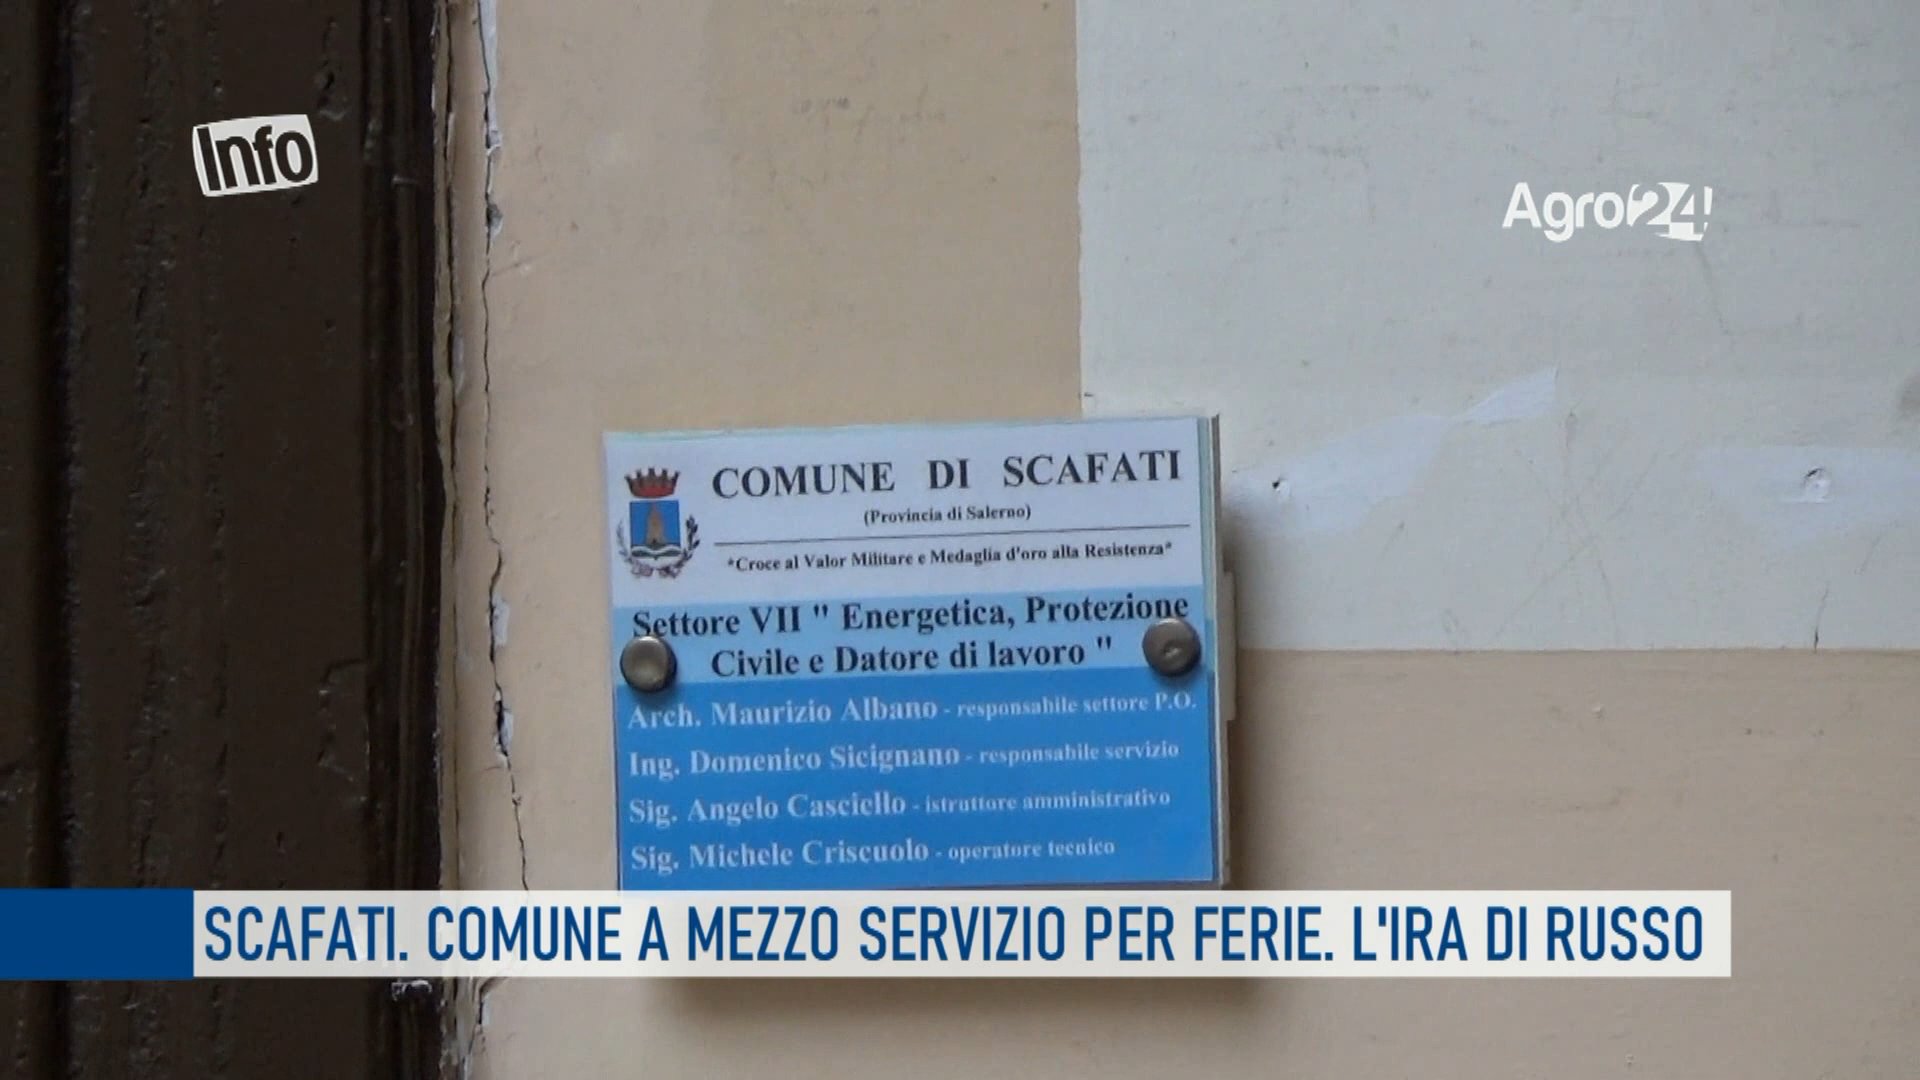 Info
Agro24!
COMUNE DI SCAFATI
(Provincia di Salerno)
"Croce al Valor Militare e Medaglia d'oro alla Resistenza"
Settore VII " Energetica, Protezione
Civile e Datore di lavoro "
Arch. Maurizio Albano - responsabile settore P.O.
Ing. Domenico Sicignano - responsabile servizio
Sig. Angelo Casciello - istruttore amministrativo
Sig. Michele Criscuolo - operatore tecnico
SCAFATI. COMUNE A MEZZO SERVIZIO PER FERIE. L'IRA DI RUSSO